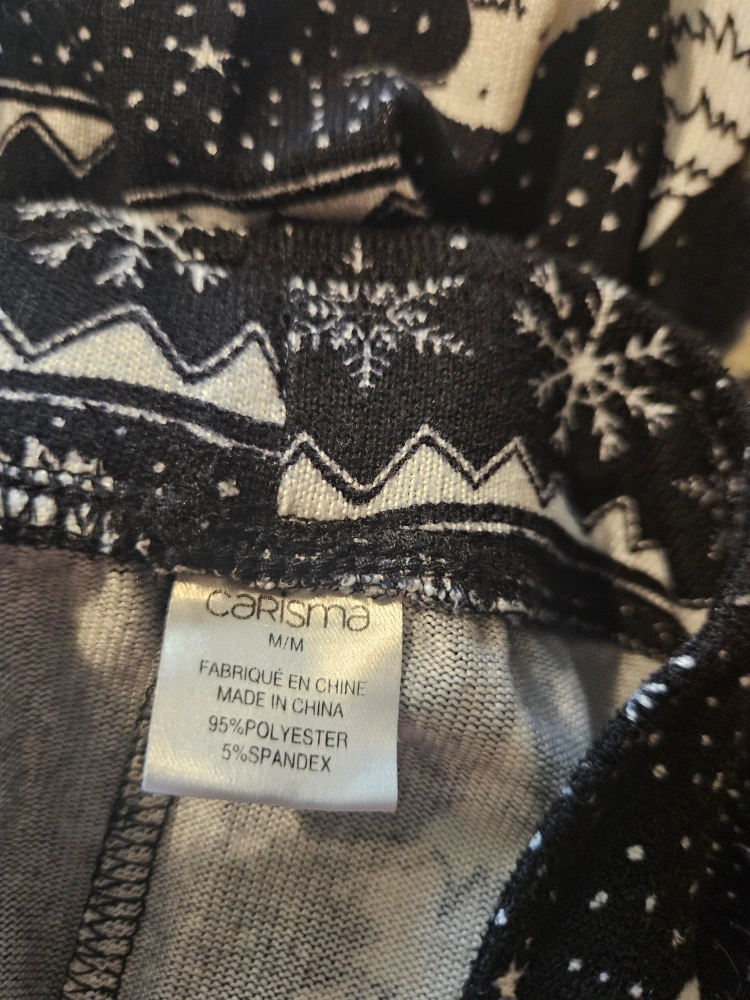 carisma
M/M
FABRIQUÉ EN CHINE
MADE IN CHINA
95%POLYESTER
5%SPANDEX